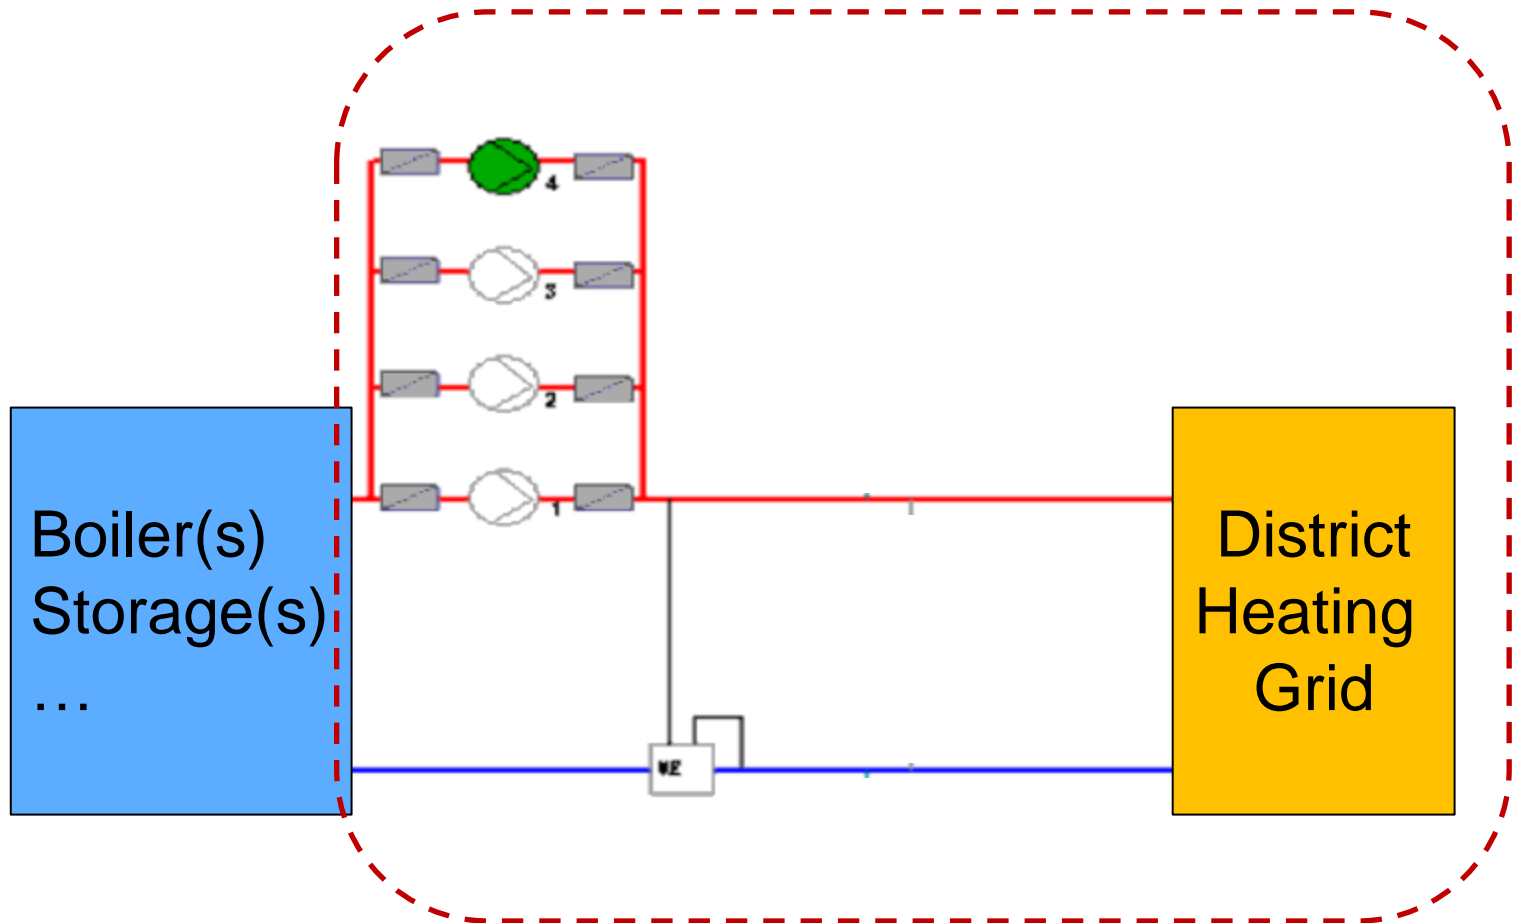 4
3
2
1
Boiler(s)
Storage(s)
…
District
Heating
Grid